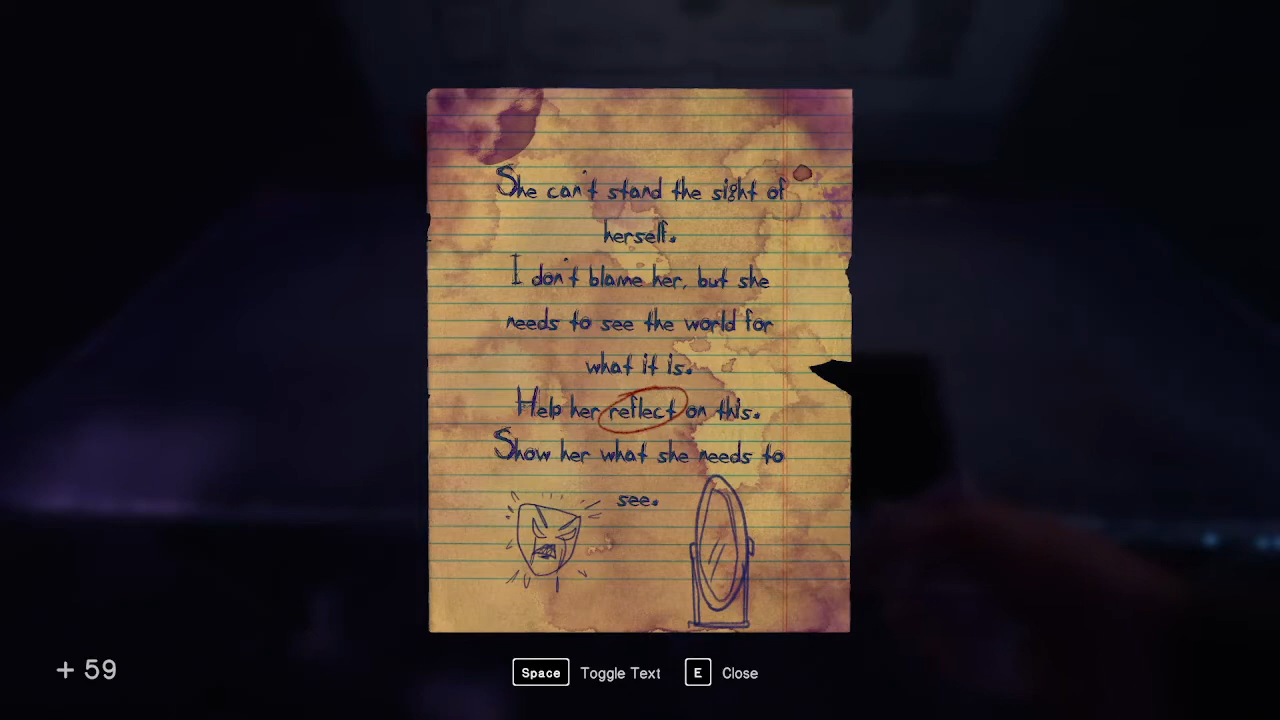 She can't stand the sight of
herself.
I don't blame her, but she
needs to see the world for
what it is.
Help her reflect on this.
Show her what she needs to
see.
+ 59
Space Toggle Text E Close